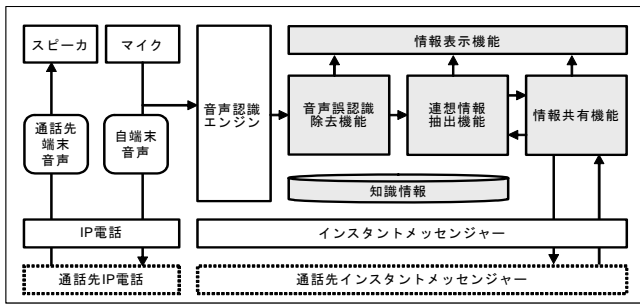 スピーカ
マイク
情報表示機能
音声認識
エンジン
音声誤認識
除去機能
連想情報
抽出機能
情報共有機能
通話先
端末
音声
自端末
音声
知識情報
IP電話
インスタントメッセンジャー
通話先IP電話
通話先インスタントメッセンジャー